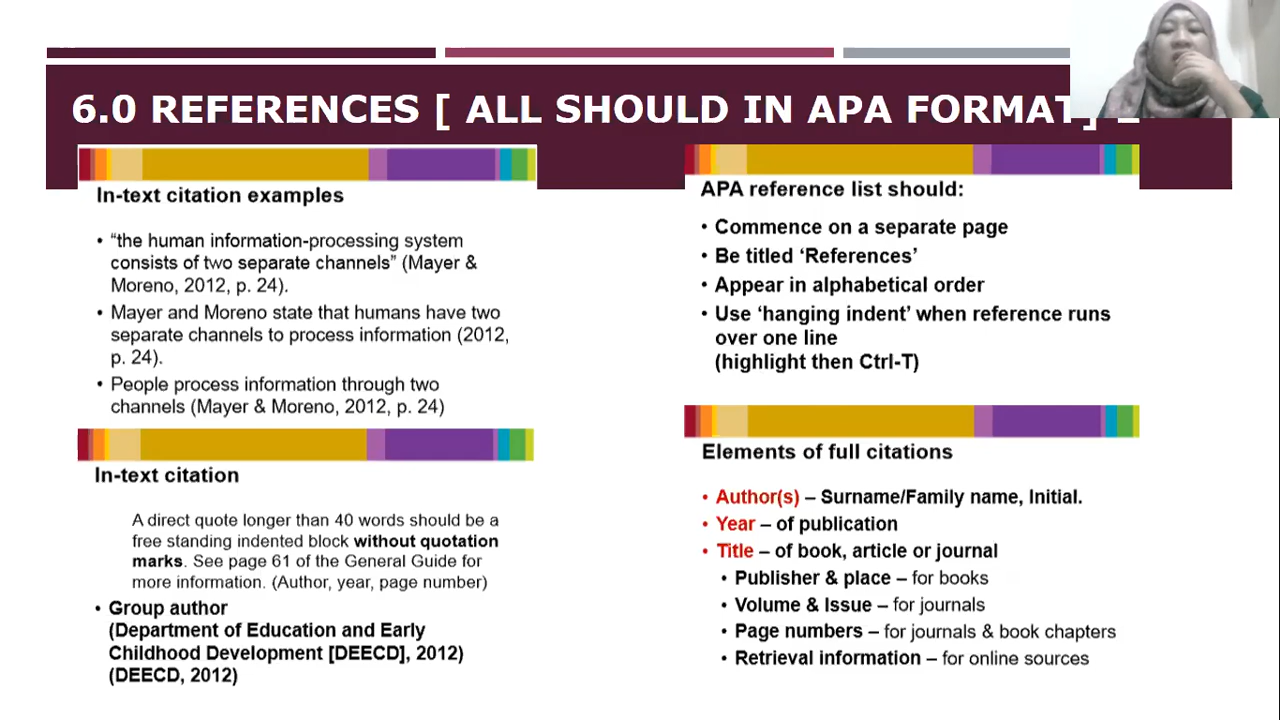 6.0 REFERENCES [ ALL SHOULD IN APA FORMAT]
In-text citation examples
• “the human information-processing system
consists of two separate channels” (Mayer &
Moreno, 2012, p. 24).
• Mayer and Moreno state that humans have two
separate channels to process information (2012,
p. 24).
• People process information through two
channels (Mayer & Moreno, 2012, p. 24)
In-text citation
A direct quote longer than 40 words should be a
free standing indented block without quotation
marks. See page 61 of the General Guide for
more information. (Author, year, page number)
• Group author
(Department of Education and Early
Childhood Development [DEECD], 2012)
(DEECD, 2012)
APA reference list should:
• Commence on a separate page
• Be titled ‘References’
• Appear in alphabetical order
• Use ‘hanging indent’ when reference runs
over one line
(highlight then Ctrl-T)
Elements of full citations
• Author(s) – Surname/Family name, Initial.
• Year – of publication
• Title – of book, article or journal
• Publisher & place – for books
• Volume & Issue – for journals
• Page numbers – for journals & book chapters
• Retrieval information – for online sources